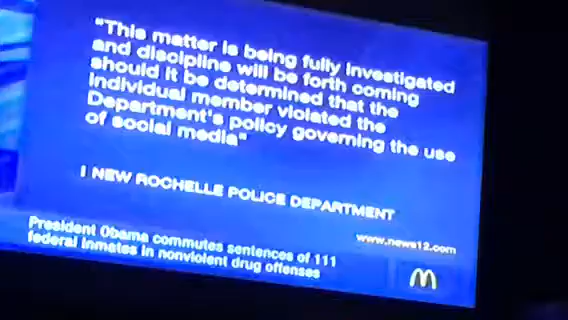 "This matter is being fully investigated
and discipline will be forth coming
should it be determined that the
individual member violated the
Department's policy governing the use
of social media"
| NEW ROCHELLE POLICE DEPARTMENT
www.news12.com
President Obama commutes sentences of 111
federal inmates in nonviolent drug offenses